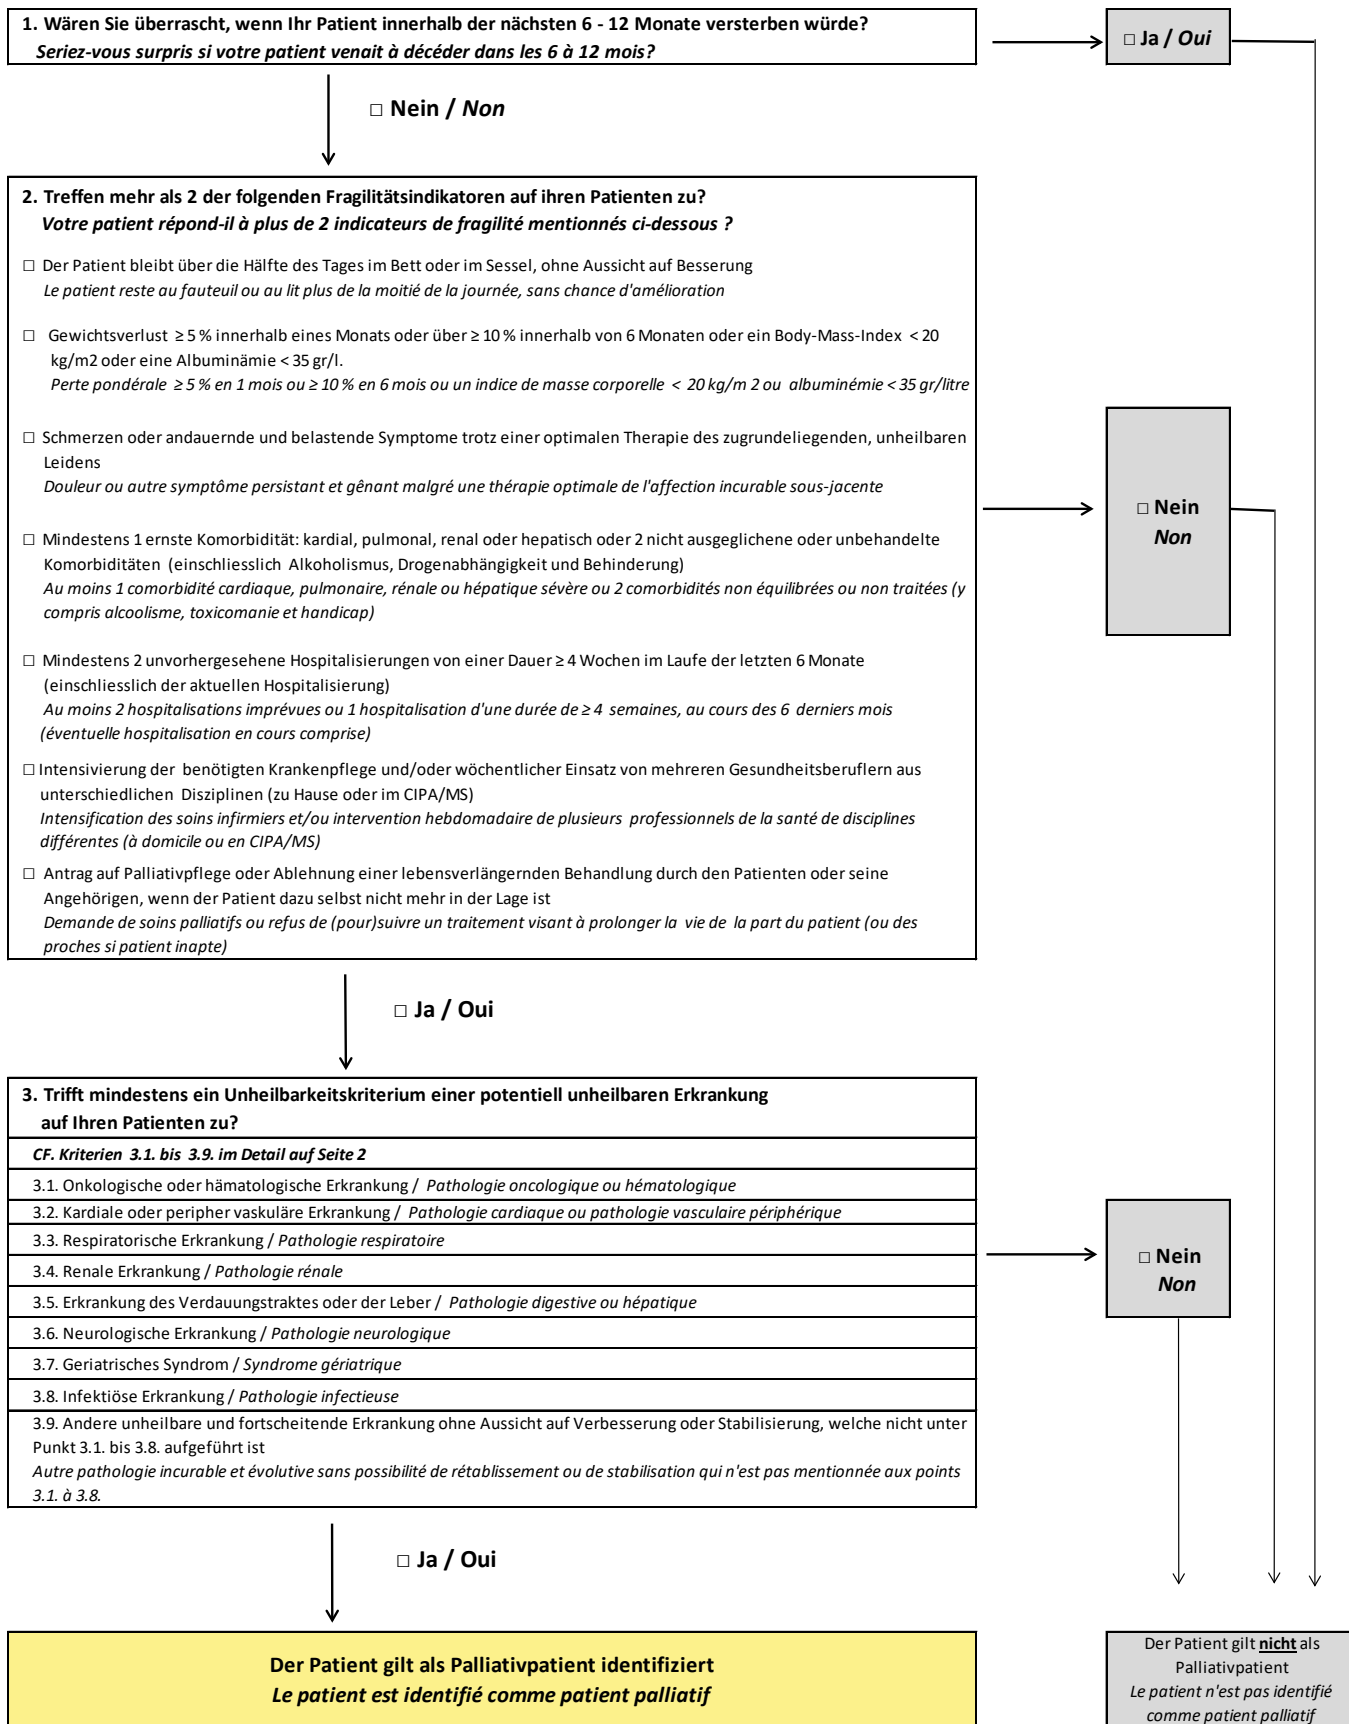 1. Wären Sie überrascht, wenn Ihr Patient innerhalb der nächsten 6 - 12 Monate versterben würde?
Seriez-vous surpris si votre patient venait à décéder dans les 6 à 12 mois?
□ Ja / Oui
□ Nein / Non
2. Treffen mehr als 2 der folgenden Fragilitätsindikatoren auf ihren Patienten zu?
Votre patient répond-il à plus de 2 indicateurs de fragilité mentionnés ci-dessous ?
□ Der Patient bleibt über die Hälfte des Tages im Bett oder im Sessel, ohne Aussicht auf Besserung
Le patient reste au fauteuil ou au lit plus de la moitié de la journée, sans chance d'amélioration
□ Gewichtsverlust ≥ 5 % innerhalb eines Monats oder über ≥ 10 % innerhalb von 6 Monaten oder ein Body-Mass-Index < 20
kg/m2 oder eine Albuminämie < 35 gr/l.
Perte pondérale ≥ 5 % en 1 mois ou ≥ 10 % en 6 mois ou un indice de masse corporelle < 20 kg/m 2 ou albuminémie < 35 gr/litre
□ Schmerzen oder andauernde und belastende Symptome trotz einer optimalen Therapie des zugrundeliegenden, unheilbaren
Leidens
Douleur ou autre symptôme persistant et gênant malgré une thérapie optimale de l'affection incurable sous-jacente
□ Nein
Non
□ Mindestens 1 ernste Komorbidität: kardial, pulmonal, renal oder hepatisch oder 2 nicht ausgeglichene oder unbehandelte
Komorbiditäten (einschliesslich Alkoholismus, Drogenabhängigkeit und Behinderung)
Au moins 1 comorbidité cardiaque, pulmonaire, rénale ou hépatique sévère ou 2 comorbidités non équilibrées ou non traitées (y
compris alcoolisme, toxicomanie et handicap)
□ Mindestens 2 unvorhergesehene Hospitalisierungen von einer Dauer ≥ 4 Wochen im Laufe der letzten 6 Monate
(einschliesslich der aktuellen Hospitalisierung)
Au moins 2 hospitalisations imprévues ou 1 hospitalisation d'une durée de ≥ 4 semaines, au cours des 6 derniers mois
(éventuelle hospitalisation en cours comprise)
□ Intensivierung der benötigten Krankenpflege und/oder wöchentlicher Einsatz von mehreren Gesundheitsberuflern aus
unterschiedlichen Disziplinen (zu Hause oder im CIPA/MS)
Intensification des soins infirmiers et/ou intervention hebdomadaire de plusieurs professionnels de la santé de disciplines
différentes (à domicile ou en CIPA/MS)
□ Antrag auf Palliativpflege oder Ablehnung einer lebensverlängernden Behandlung durch den Patienten oder seine
Angehörigen, wenn der Patient dazu selbst nicht mehr in der Lage ist
Demande de soins palliatifs ou refus de (pour)suivre un traitement visant à prolonger la vie de la part du patient (ou des
proches si patient inapte)
□ Ja / Oui
3. Trifft mindestens ein Unheilbarkeitskriterium einer potentiell unheilbaren Erkrankung
auf Ihren Patienten zu?
CF. Kriterien 3.1. bis 3.9. im Detail auf Seite 2
3.1. Onkologische oder hämatologische Erkrankung / Pathologie oncologique ou hématologique
3.2. Kardiale oder peripher vaskuläre Erkrankung / Pathologie cardiaque ou pathologie vasculaire périphérique
3.3. Respiratorische Erkrankung / Pathologie respiratoire
3.4. Renale Erkrankung / Pathologie rénale
3.5. Erkrankung des Verdauungstraktes oder der Leber / Pathologie digestive ou hépatique
3.6. Neurologische Erkrankung / Pathologie neurologique
3.7. Geriatrisches Syndrom / Syndrome gériatrique
3.8. Infektiöse Erkrankung / Pathologie infectieuse
3.9. Andere unheilbare und fortscheitende Erkrankung ohne Aussicht auf Verbesserung oder Stabilisierung, welche nicht unter
Punkt 3.1. bis 3.8. aufgeführt ist
Autre pathologie incurable et évolutive sans possibilité de rétablissement ou de stabilisation qui n'est pas mentionnée aux points
3.1. à 3.8.
□ Nein
Non
□ Ja / Oui
Der Patient gilt als Palliativpatient identifiziert
Le patient est identifié comme patient palliatif
Der Patient gilt nicht als
Palliativpatient
Le patient n'est pas identifié
comme patient palliatif